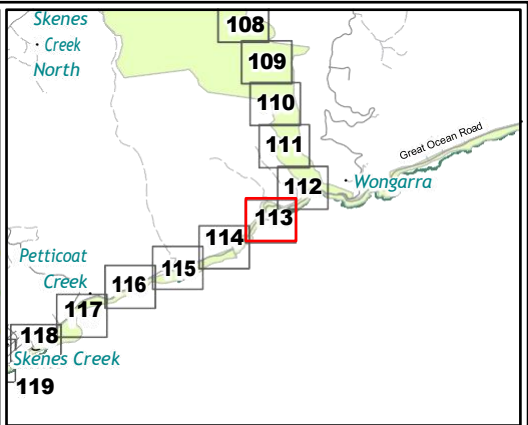 Skenes
Creek
North
108
109
110
111
Great Ocean Road
112
Wongarra
113
114
Petticoat
Creek
115
116
117
118
Skenes Creek
119